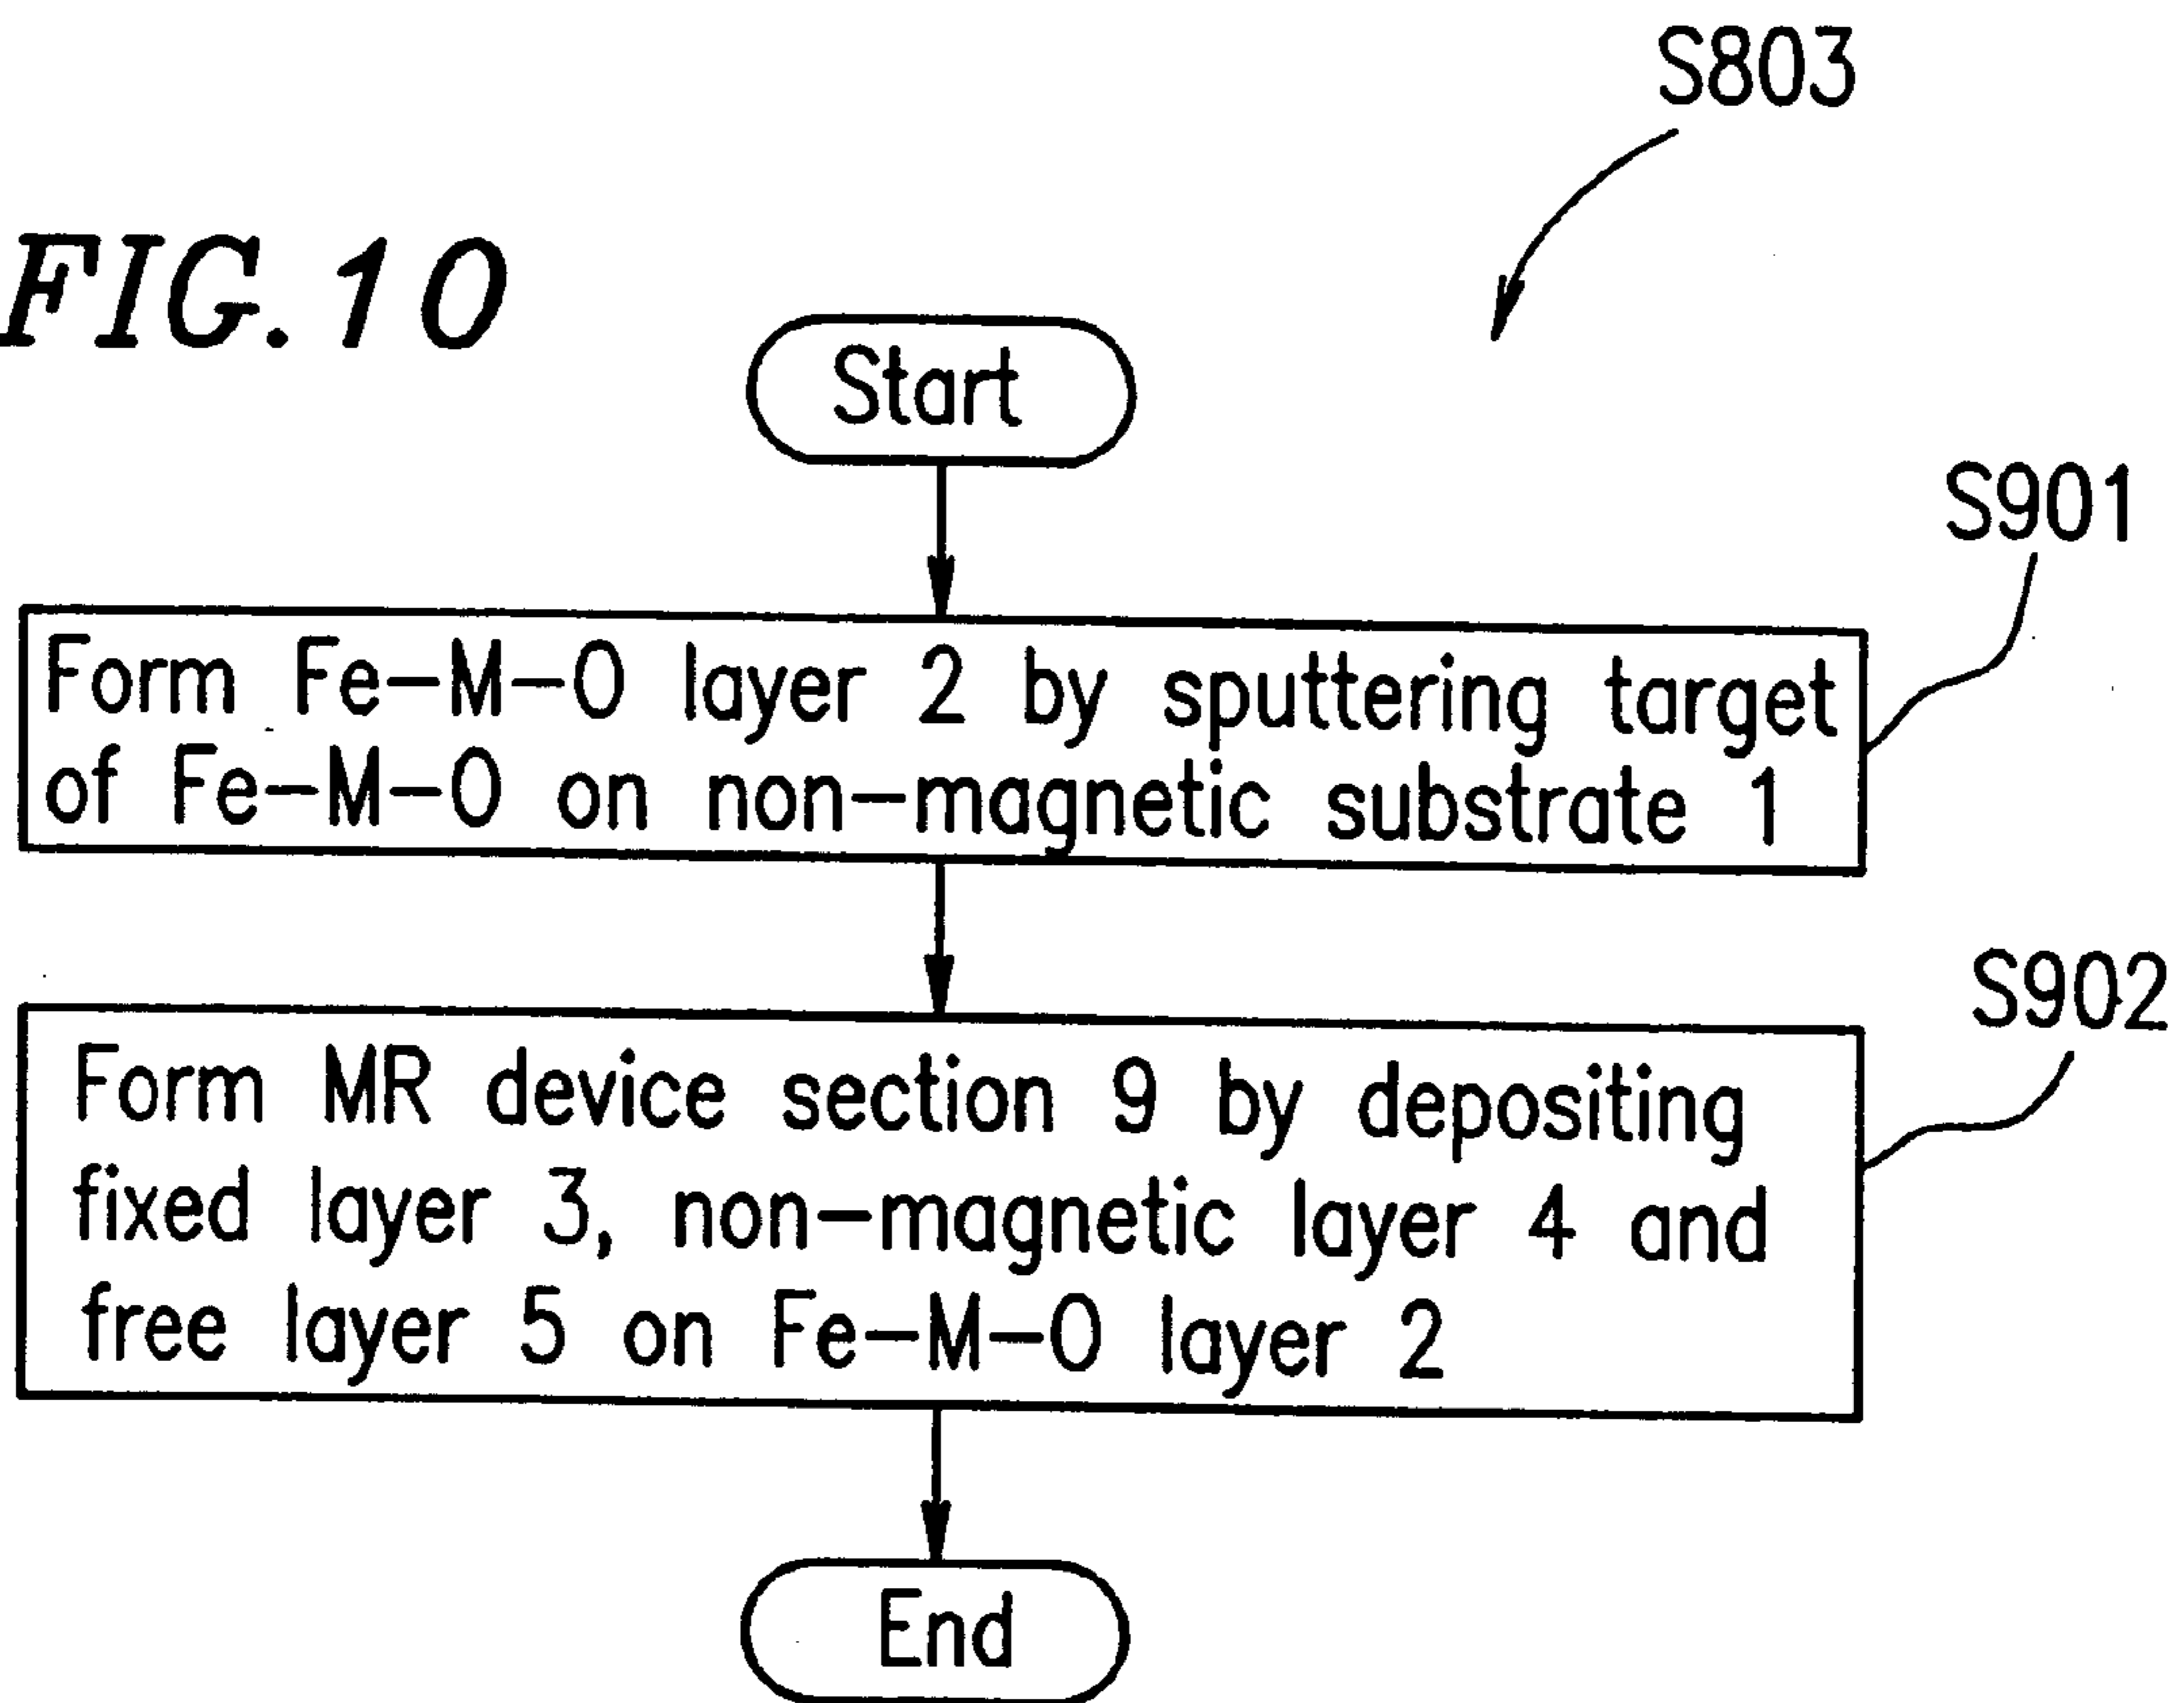 S803
FIG. 10
Start
S901
Form Fe-M-O layer 2 by sputtering target
of Fe-M-O on non-magnetic substrate 1
S902
Form MR device section 9 by depositing
fixed layer 3, non-magnetic layer 4 and
free layer 5 on Fe-M-O layer 2
End